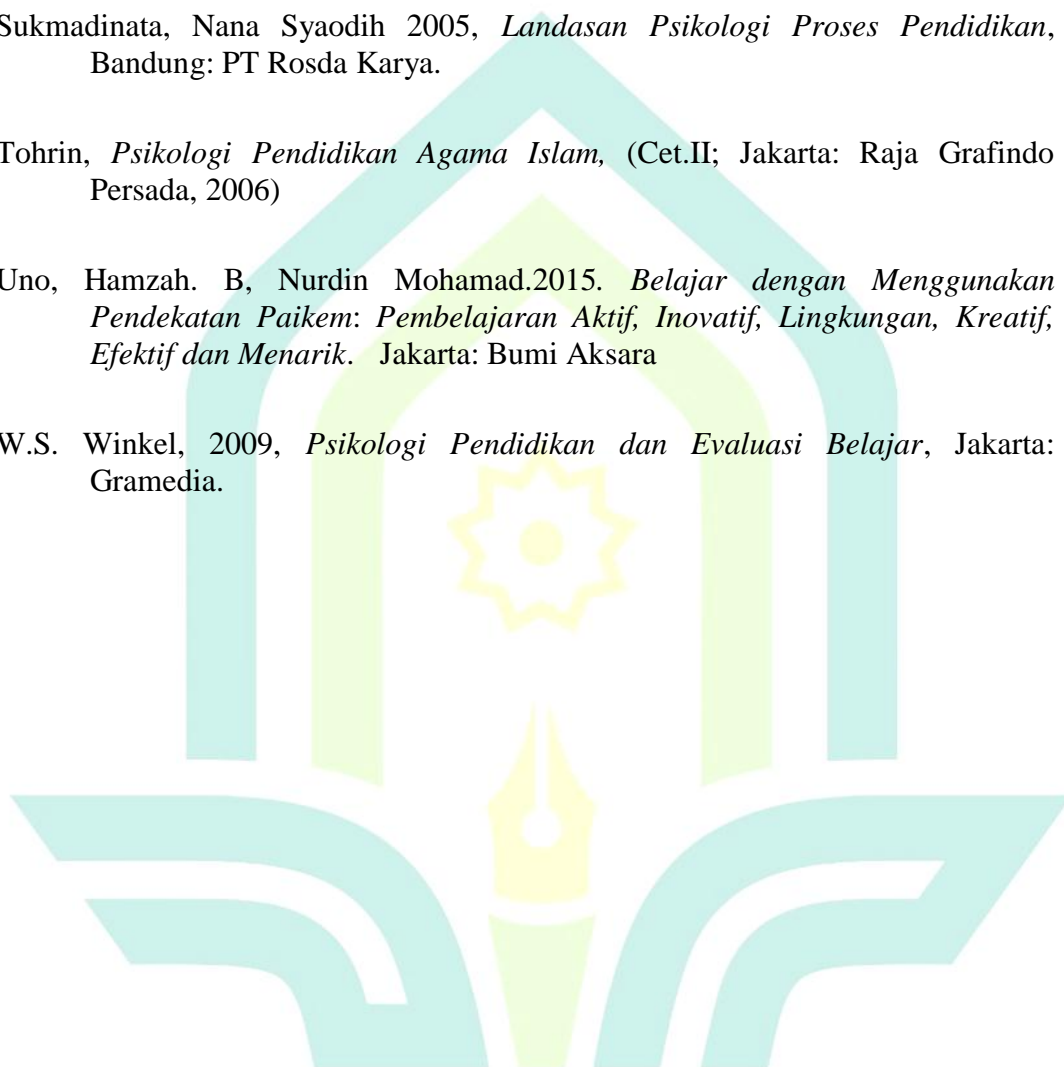 Sukmadinata, Nana Syaodih 2005, Landasan Psikologi Proses Pendidikan,
Bandung: PT Rosda Karya.
Tohrin, Psikologi Pendidikan Agama Islam, (Cet.II; Jakarta: Raja Grafindo
Persada, 2006)
Uno, Hamzah. B, Nurdin Mohamad.2015. Belajar dengan Menggunakan
Pendekatan Paikem: Pembelajaran Aktif, Inovatif, Lingkungan, Kreatif,
Efektif dan Menarik. Jakarta: Bumi Aksara
W.S. Winkel, 2009, Psikologi Pendidikan dan Evaluasi Belajar, Jakarta:
Gramedia.